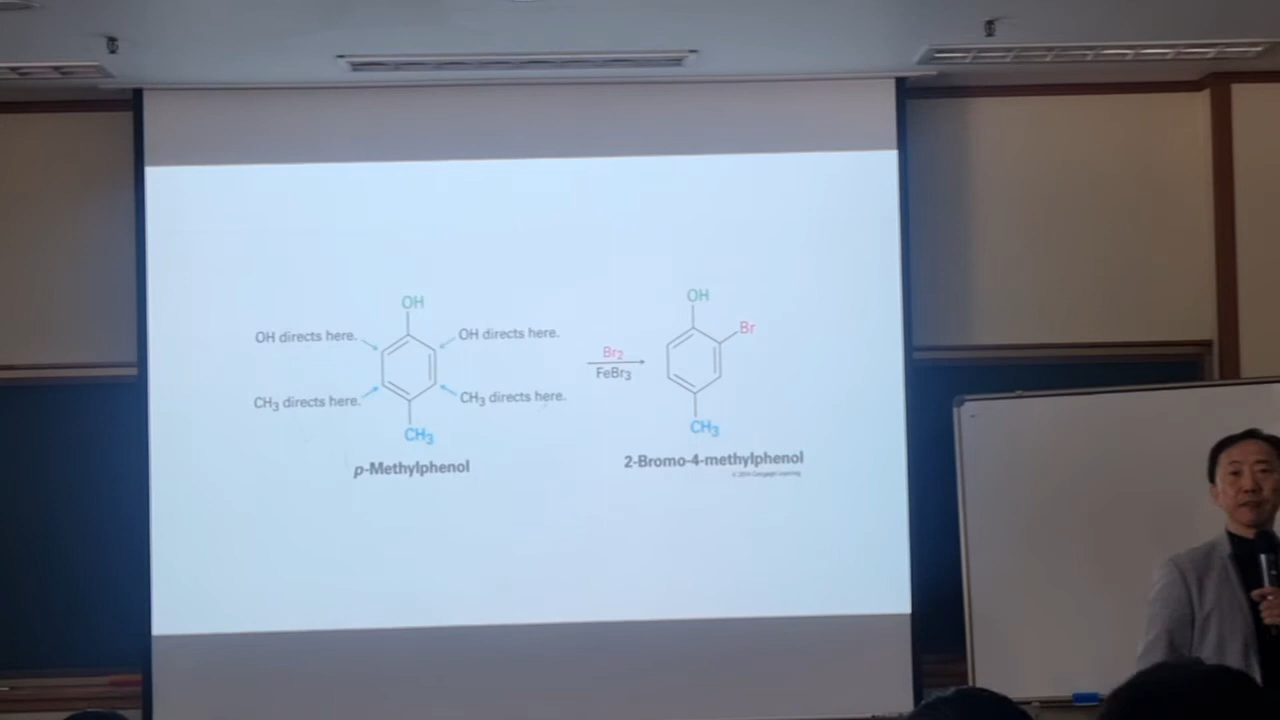 OH
OH directs here.
OH directs here.
CH₃ directs here.
CH₃ directs here.
CH₃
p-Methylphenol
Br₂
FeBr₃
OH
Br
CH₃
2-Bromo-4-methylphenol